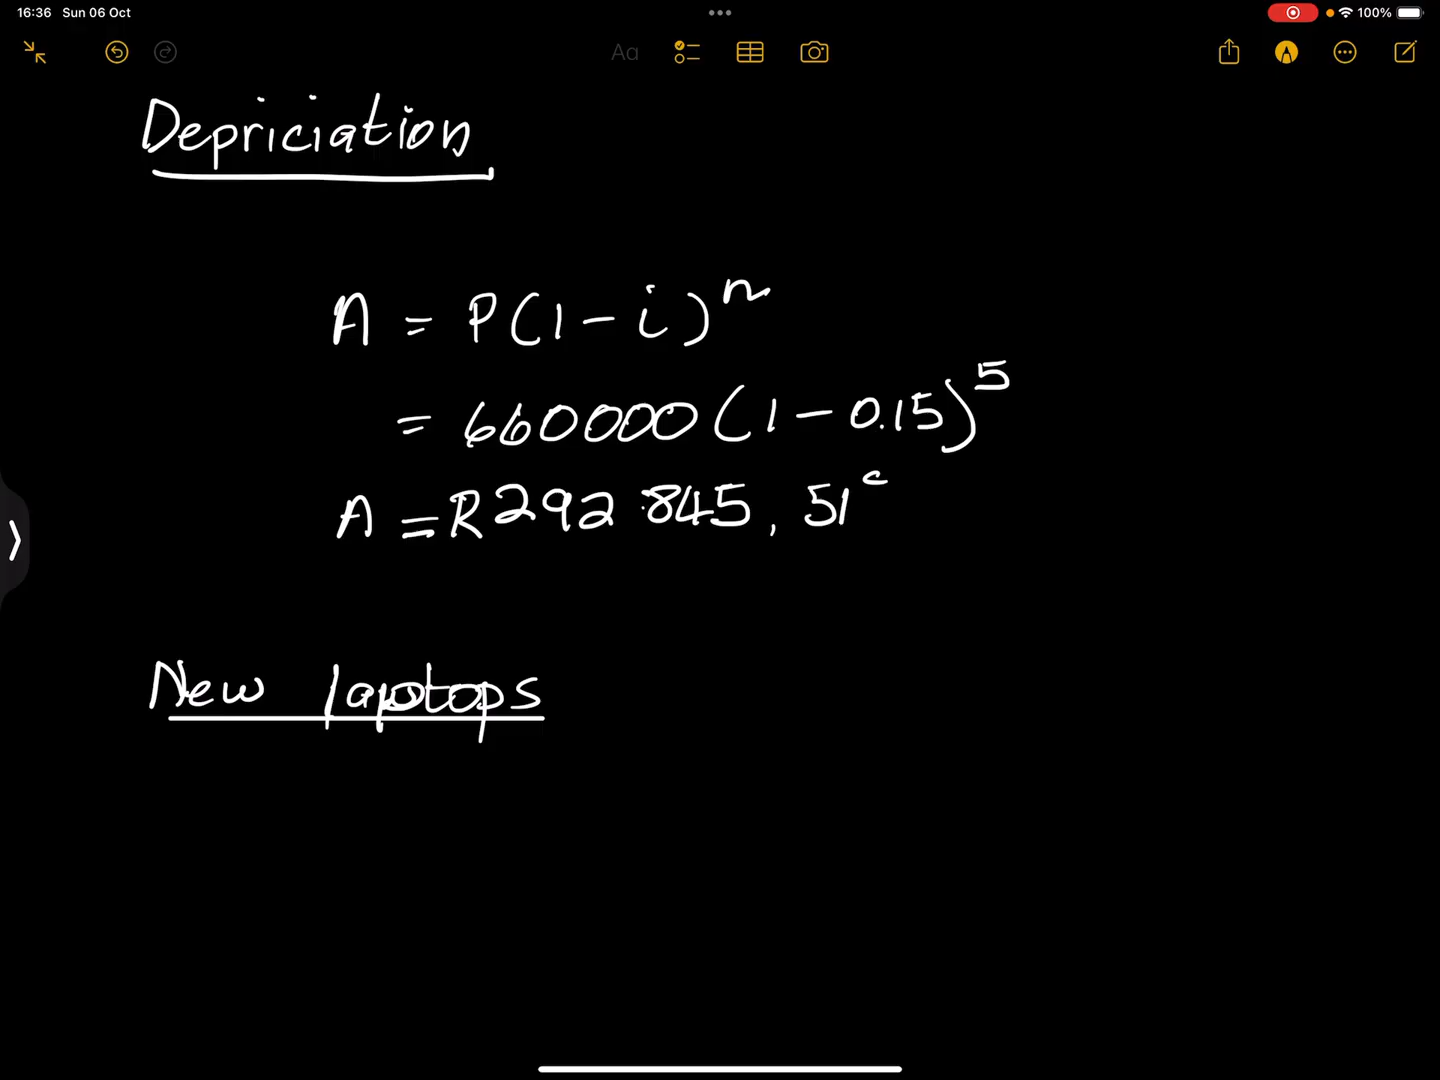 16:36 Sun 06 Oct
100%
Aa
Depriciation
A = P(1 - i)^n
= 660000(1 - 0.15)^5
A = R292 845, 51^c
New laptops